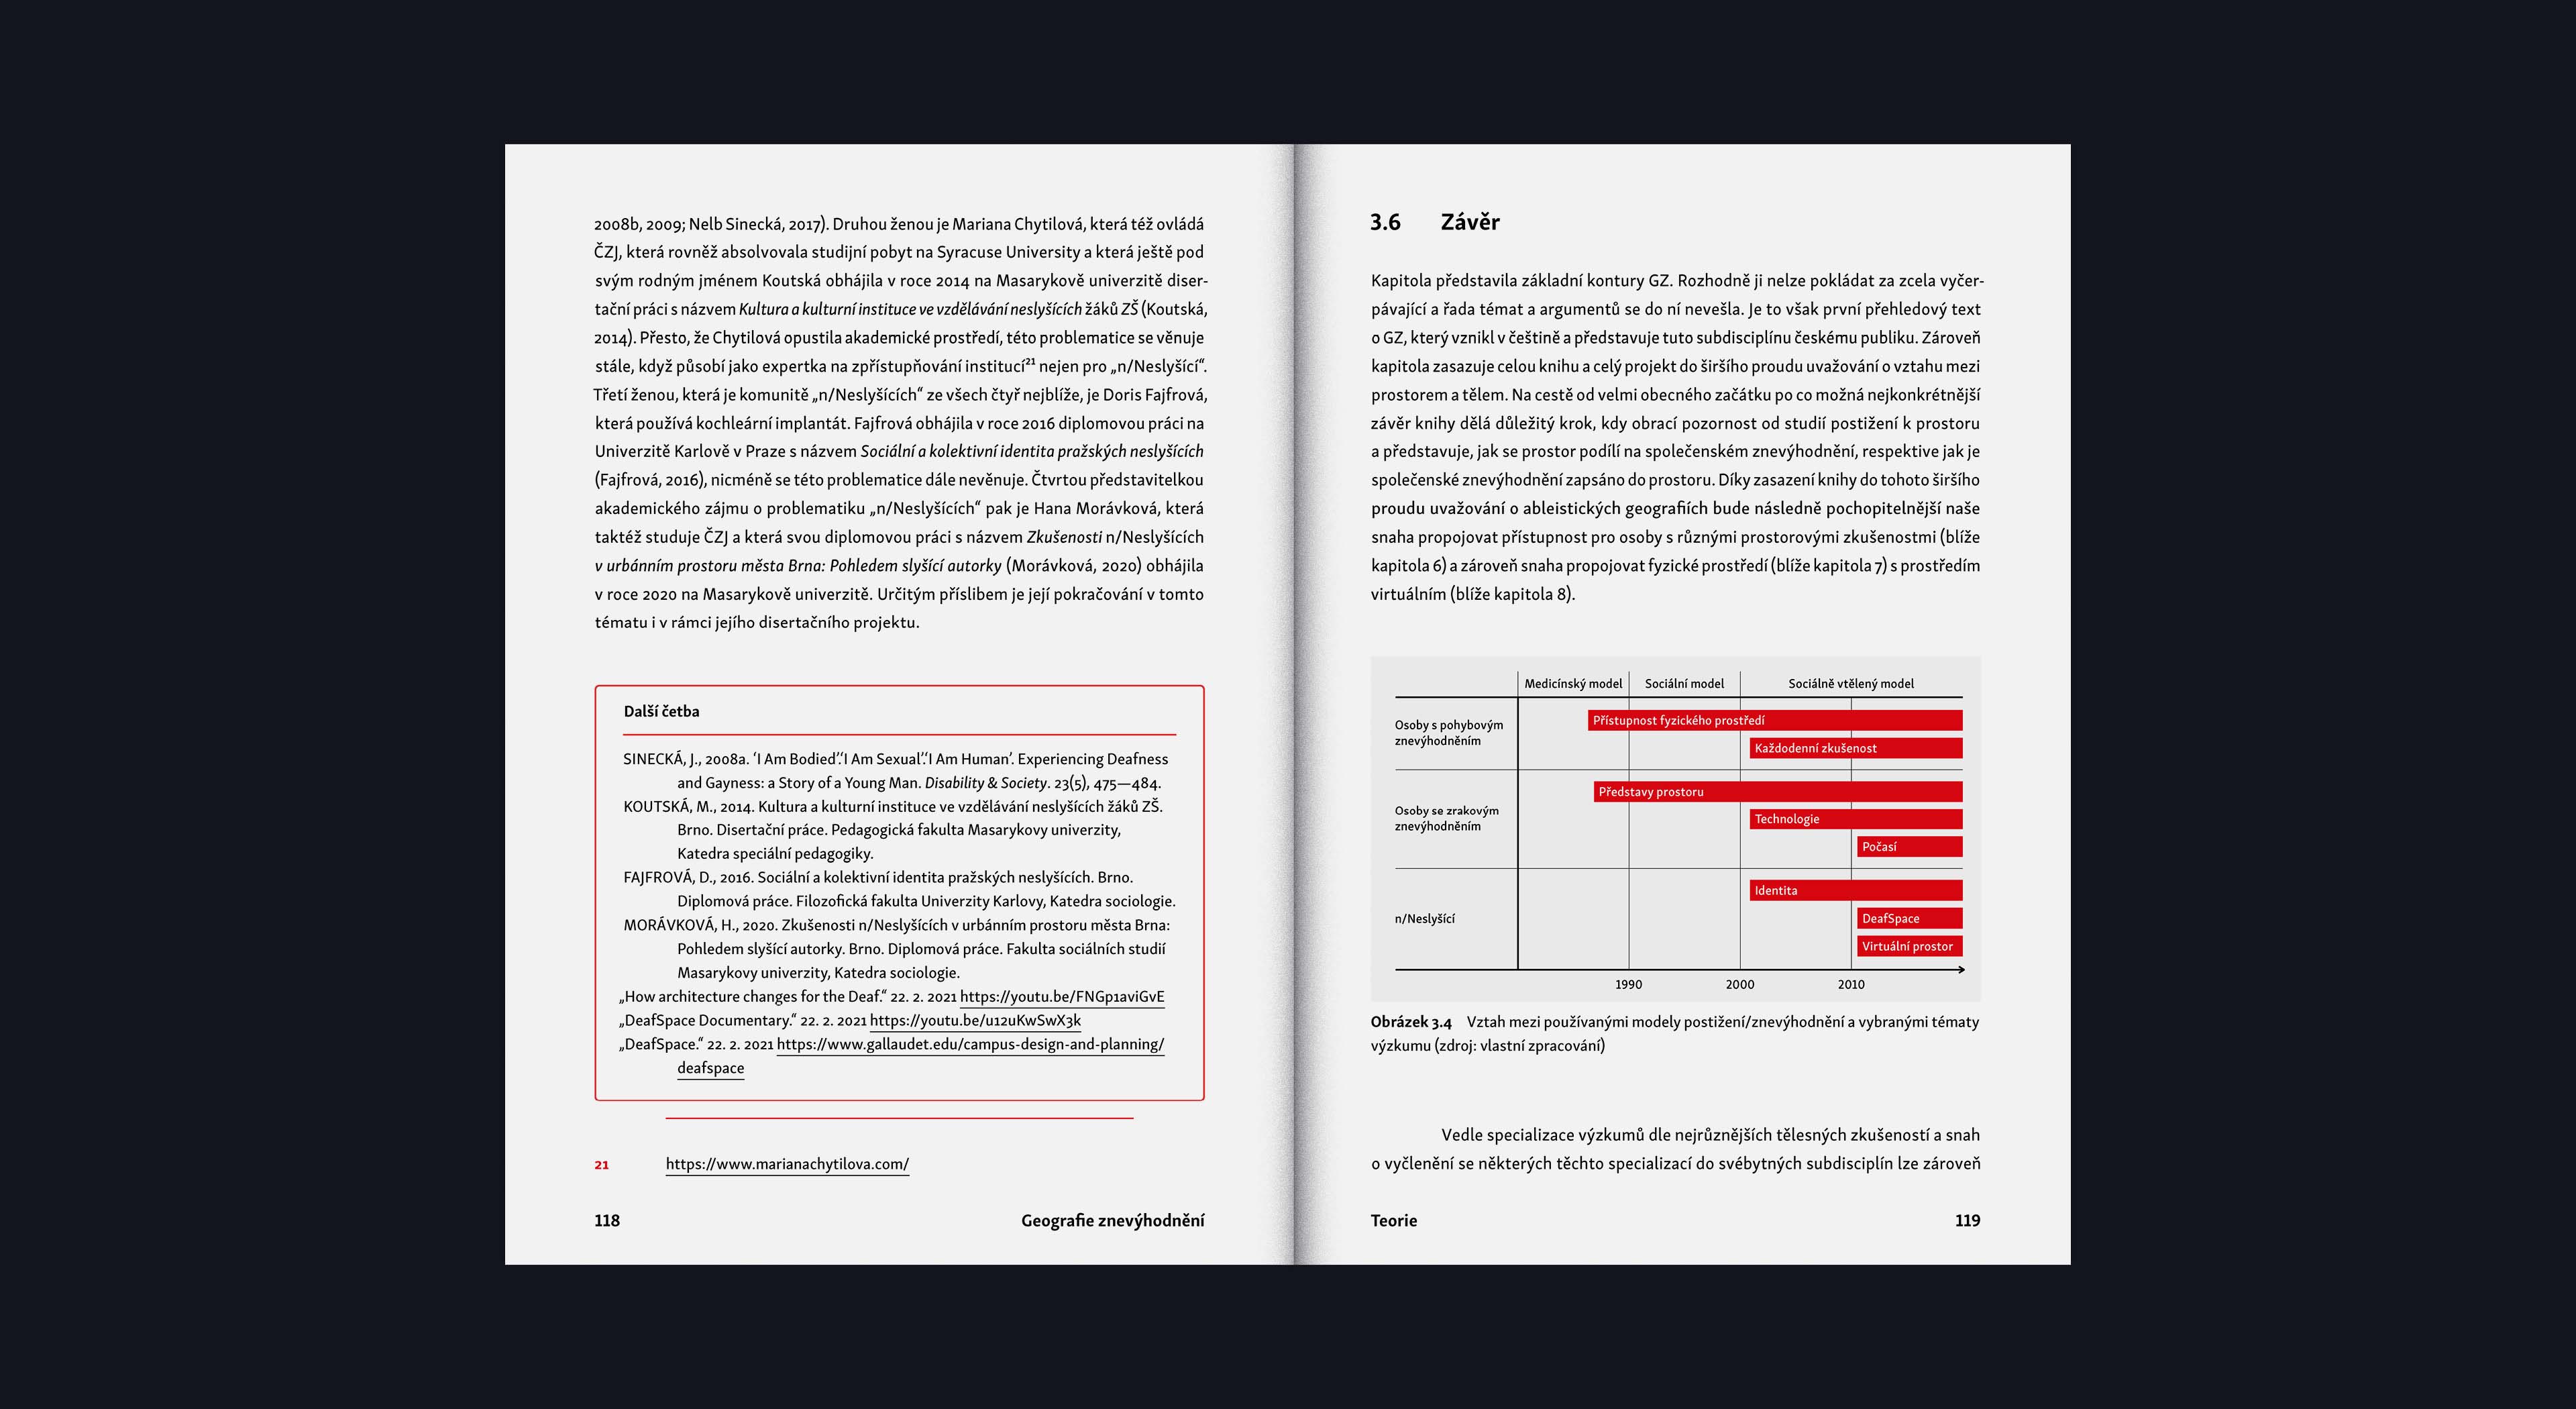 2008b, 2009; Nelb Sinecká, 2017). Druhou ženou je Mariana Chytilová, která též ovládá
ČZJ, která rovněž absolvovala studijní pobyt na Syracuse University a která ještě pod
svým rodným jménem Koutská obhájila v roce 2014 na Masarykově univerzitě diser-
tační práci s názvem Kultura a kulturní instituce ve vzdělávání neslyšících žáků ZŠ (Koutská,
2014). Přesto, že Chytilová opustila akademické prostředí, této problematice se věnuje
stále, když působí jako expertka na zpřístupňování institucí²¹ nejen pro „n/Neslyšící“.
Třetí ženou, která je komunitě „n/Neslyšících“ ze všech čtyř nejblíže, je Doris Fajfrová,
která používá kochleární implantát. Fajfrová obhájila v roce 2016 diplomovou práci na
Univerzitě Karlově v Praze s názvem Sociální a kolektivní identita pražských neslyšících
(Fajfrová, 2016), nicméně se této problematice dále nevěnuje. Čtvrtou představitelkou
akademického zájmu o problematiku „n/Neslyšících“ pak je Hana Morávková, která
taktéž studuje ČZJ a která svou diplomovou práci s názvem Zkušenosti n/Neslyšících
v urbánním prostoru města Brna: Pohledem slyšící autorky (Morávková, 2020) obhájila
v roce 2020 na Masarykově univerzitě. Určitým příslibem je její pokračování v tomto
tématu i v rámci jejího disertačního projektu.
Další četba
SINECKÁ, J., 2008a. ‘I Am Bodied’.‘I Am Sexual’.‘I Am Human’. Experiencing Deafness
and Gayness: a Story of a Young Man. Disability & Society. 23(5), 475—484.
KOUTSKÁ, M., 2014. Kultura a kulturní instituce ve vzdělávání neslyšících žáků ZŠ.
Brno. Disertační práce. Pedagogická fakulta Masarykovy univerzity,
Katedra speciální pedagogiky.
FAJFROVÁ, D., 2016. Sociální a kolektivní identita pražských neslyšících. Brno.
Diplomová práce. Filozofická fakulta Univerzity Karlovy, Katedra sociologie.
MORÁVKOVÁ, H., 2020. Zkušenosti n/Neslyšících v urbánním prostoru města Brna:
Pohledem slyšící autorky. Brno. Diplomová práce. Fakulta sociálních studií
Masarykovy univerzity, Katedra sociologie.
„How architecture changes for the Deaf.“ 22. 2. 2021 https://youtu.be/FNGp1aviGvE
„DeafSpace Documentary.“ 22. 2. 2021 https://youtu.be/u12uKwSwX3k
„DeafSpace.“ 22. 2. 2021 https://www.gallaudet.edu/campus-design-and-planning/
deafspace
21 https://www.marianachytilova.com/
118 Geografie znevýhodnění
3.6 Závěr
Kapitola představila základní kontury GZ. Rozhodně ji nelze pokládat za zcela vyčer-
pávající a řada témat a argumentů se do ní nevešla. Je to však první přehledový text
o GZ, který vznikl v češtině a představuje tuto subdisciplínu českému publiku. Zároveň
kapitola zasazuje celou knihu a celý projekt do širšího proudu uvažování o vztahu mezi
prostorem a tělem. Na cestě od velmi obecného začátku po co možná nejkonkrétnější
závěr knihy dělá důležitý krok, kdy obrací pozornost od studií postižení k prostoru
a představuje, jak se prostor podílí na společenském znevýhodnění, respektive jak je
společenské znevýhodnění zapsáno do prostoru. Díky zasazení knihy do tohoto širšího
proudu uvažování o ableistických geografiích bude následně pochopitelnější naše
snaha propojovat přístupnost pro osoby s různými prostorovými zkušenostmi (blíže
kapitola 6) a zároveň snaha propojovat fyzické prostředí (blíže kapitola 7) s prostředím
virtuálním (blíže kapitola 8).
Medicínský model Sociální model Sociálně vtělený model
Osoby s pohybovým
znevýhodněním
Přístupnost fyzického prostředí
Každodenní zkušenost
Osoby se zrakovým
znevýhodněním
Představy prostoru
Technologie
Počasí
n/Neslyšící
Identita
DeafSpace
Virtuální prostor
1990 2000 2010
Obrázek 3.4 Vztah mezi používanými modely postižení/znevýhodnění a vybranými tématy
výzkumu (zdroj: vlastní zpracování)
Vedle specializace výzkumů dle nejrůznějších tělesných zkušeností a snah
o vyčlenění se některých těchto specializací do svébytných subdisciplín lze zároveň
Teorie 119